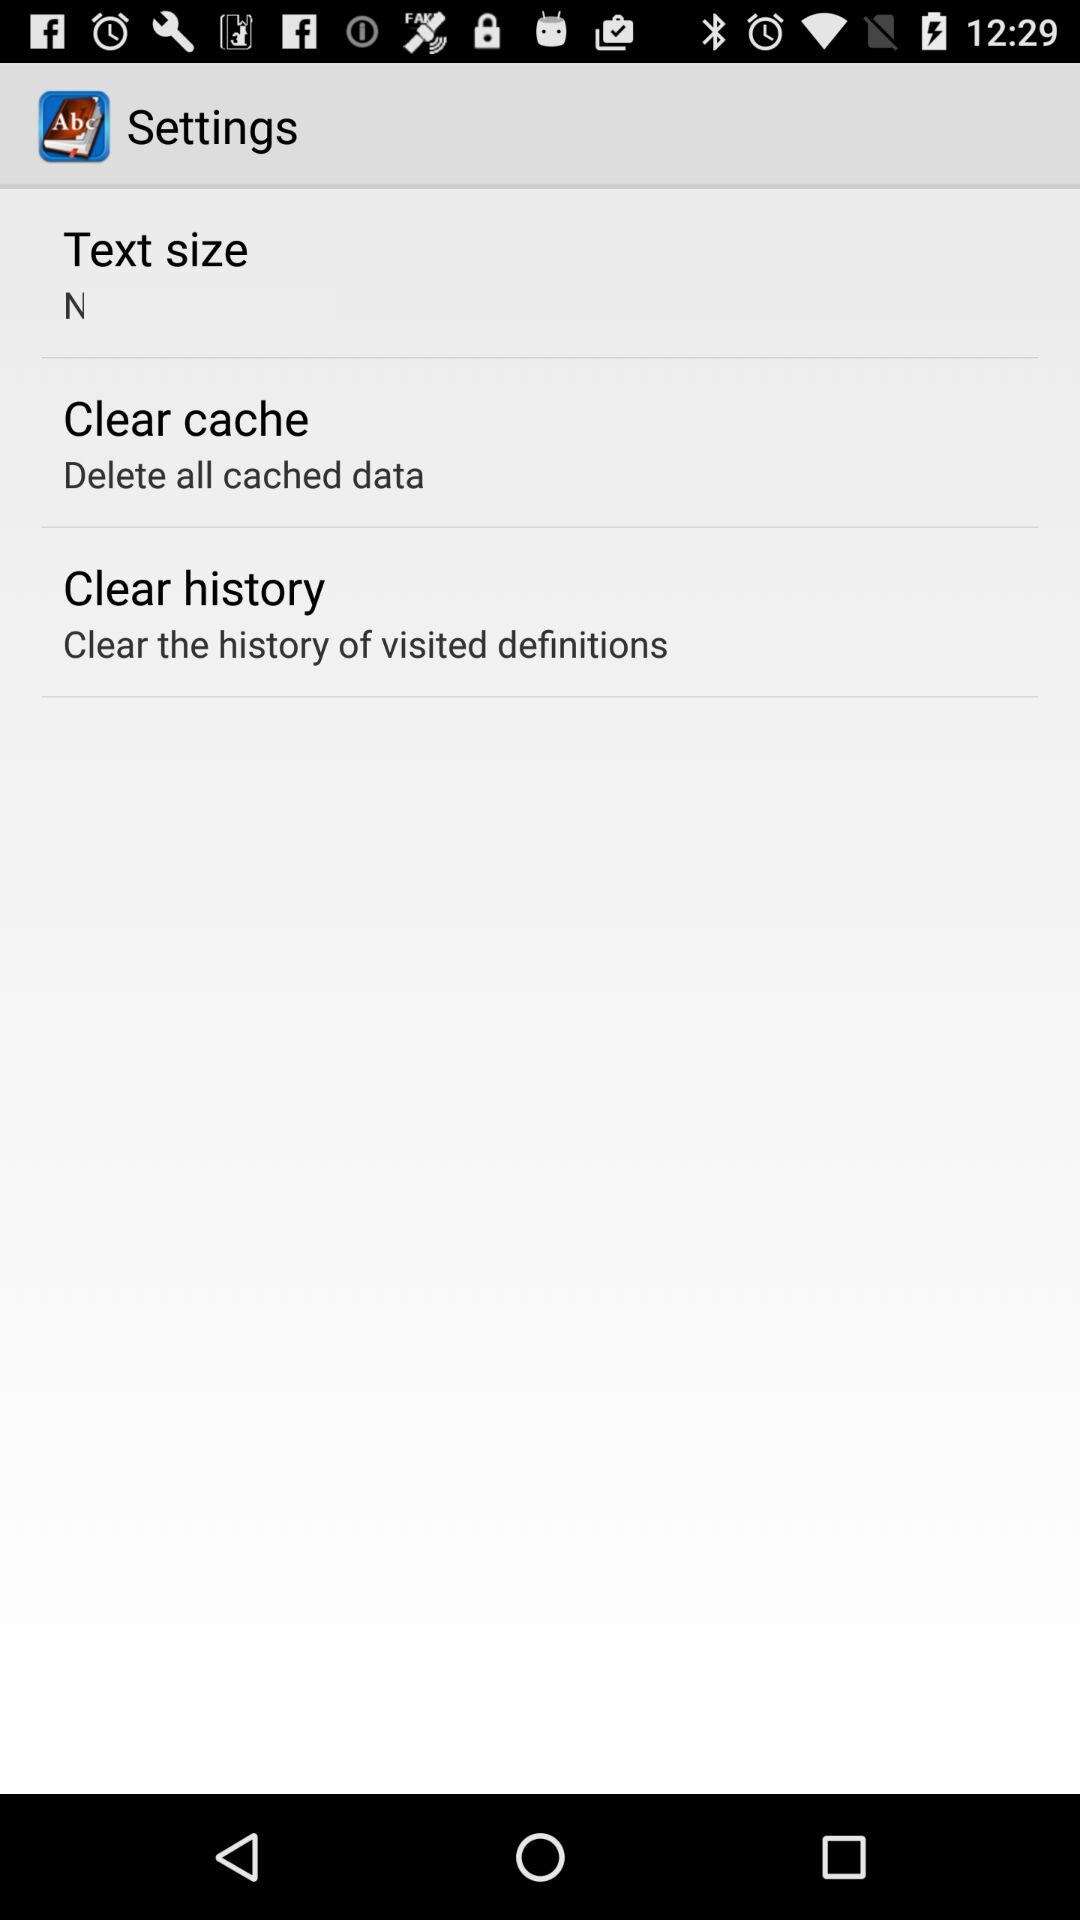 12:29
Abc Settings
Text size
Clear cache
Delete all cached data
Clear history
Clear the history of visited definitions